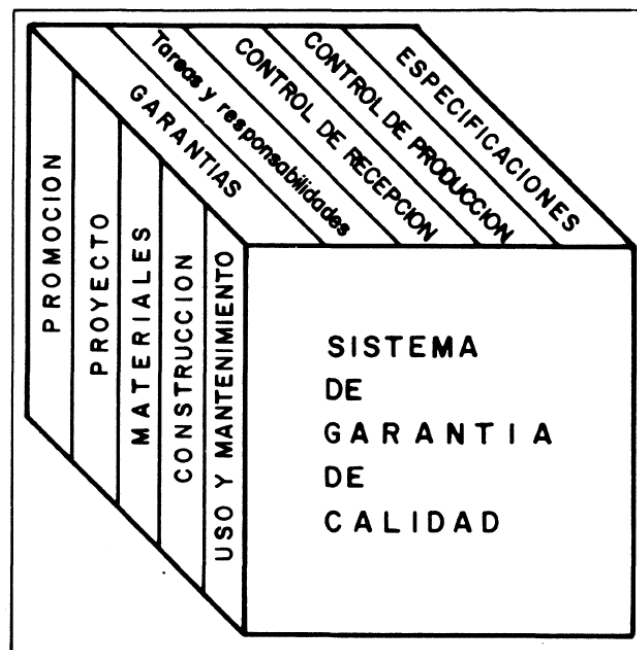 ESPECIFICACIONES
CONTROL DE PRODUCCION
CONTROL DE RECEPCION
Tareas y responsabilidades
GARANTIAS
PROMOCION
PROYECTO
MATERIALES
CONSTRUCCION
USO Y MANTENIMIENTO
SISTEMA
DE
GARANTIA
DE
CALIDAD